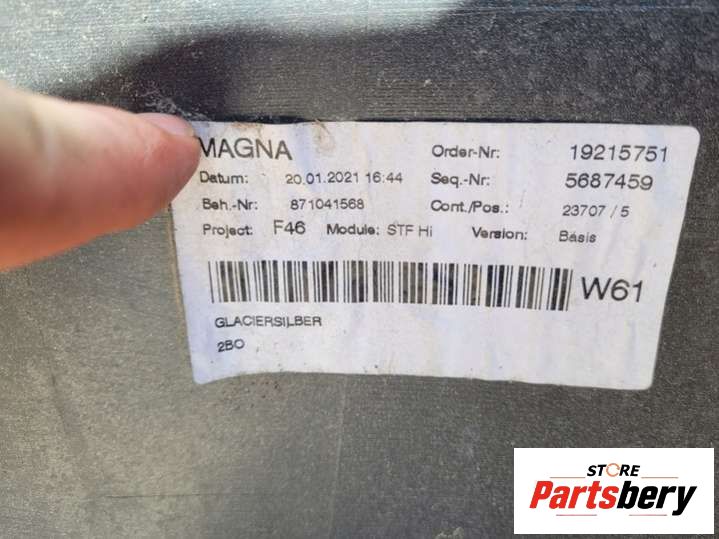 MAGNA Order-Nr: 19215751
Datum: 20.01.2021 16:44 Seq.-Nr: 5687459
Beh.-Nr: 871041568 Cont./Pos.: 23707 / 5
Project: F46 Module: STF Hi Version: Basis
W61
GLACIERSILBER
2BO
STORE
Partsbery